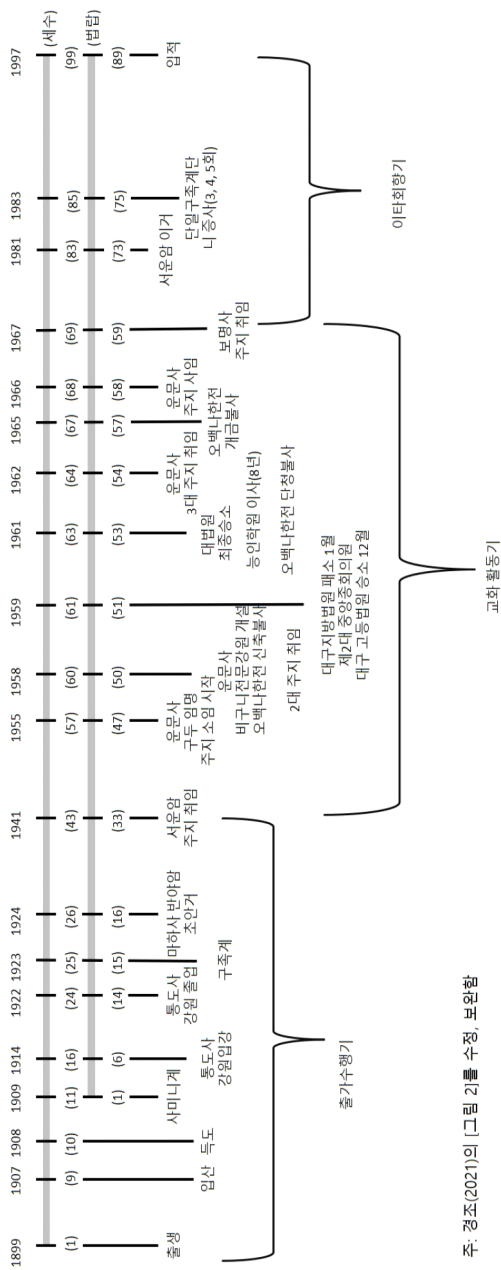 1899 1907 1908 1909 1914 1922 1923 1924 1941 1955 1958 1959 1961 1962 1965 1966 1967 1981 1983 1997
(1) (9) (10) (11) (16) (24) (25) (26) (43) (57) (60) (61) (63) (64) (67) (68) (69) (83) (85) (99) (세수)
(1) (6) (14) (15) (16) (33) (47) (50) (51) (53) (54) (57) (58) (59) (73) (75) (89) (법랍)
출생
입산
득도
사미니계
통도사
강원입강
통도사
강원 졸업
구족계
마하사 반야암
초안거
서운암
주지 취임
운문사
구두 임명
주지 소임 시작
운문사
비구니전문강원 개설
오백나한전 신축불사
2대 주지 취임
대구지방법원 패소 1월
제2대 중앙종회의원
대구 고등법원 승소 12월
대법원
최종승소
능인학원 이사(8년)
오백나한전 단청불사
운문사
3대 주지 취임
오백나한전
개금불사
운문사
주지 사임
보명사
주지 취임
서운암 이거
단일구족계단
니 증사(3, 4, 5회)
입적
출가수행기
교화 활동기
이타회향기
주: 경조(2021)의 [그림 2]를 수정, 보완함